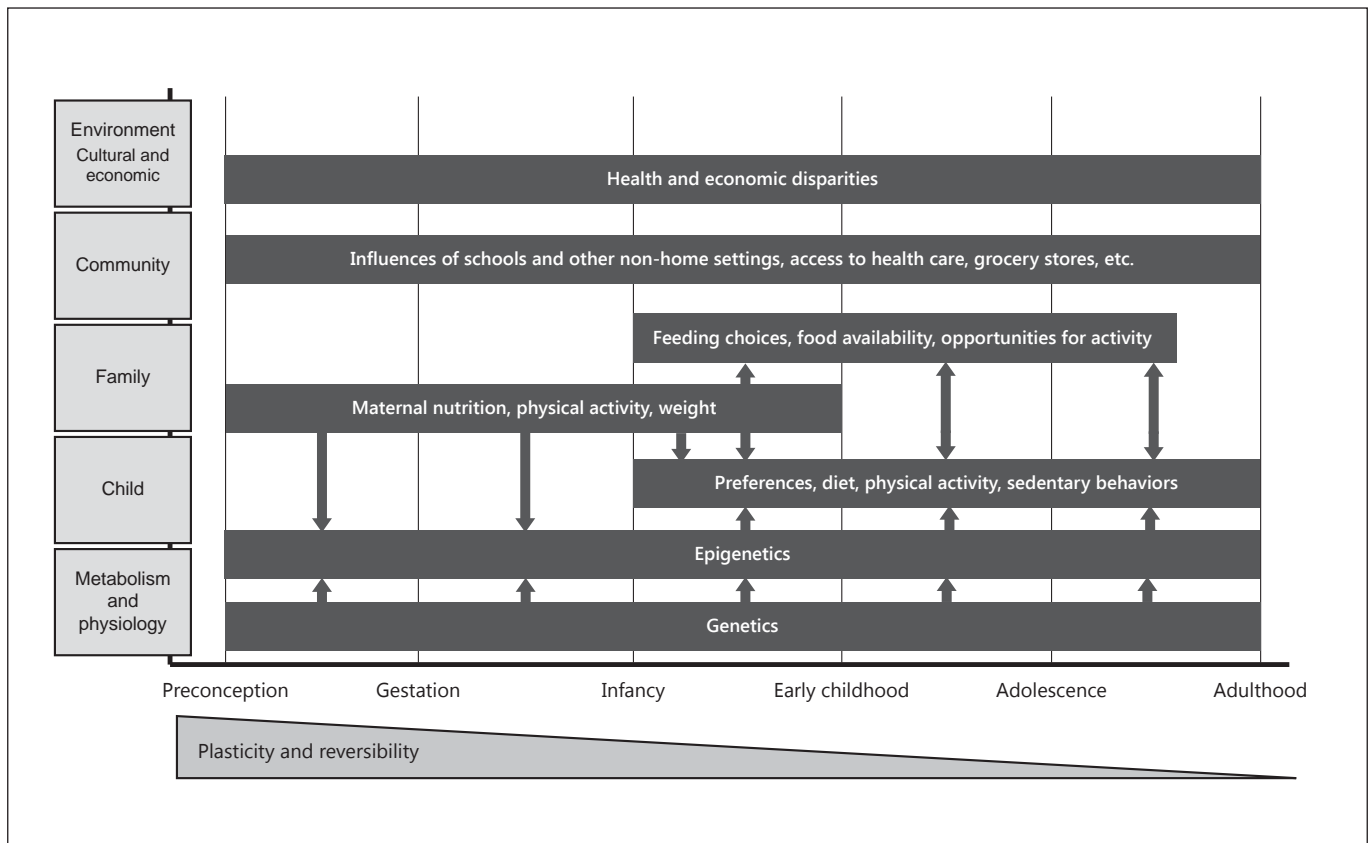 Environment
Cultural and
economic
Health and economic disparities
Community
Influences of schools and other non-home settings, access to health care, grocery stores, etc.
Feeding choices, food availability, opportunities for activity
Family
Maternal nutrition, physical activity, weight
Child
Preferences, diet, physical activity, sedentary behaviors
Epigenetics
Metabolism
and
physiology
Genetics
Preconception
Gestation
Infancy
Early childhood
Adolescence
Adulthood
Plasticity and reversibility